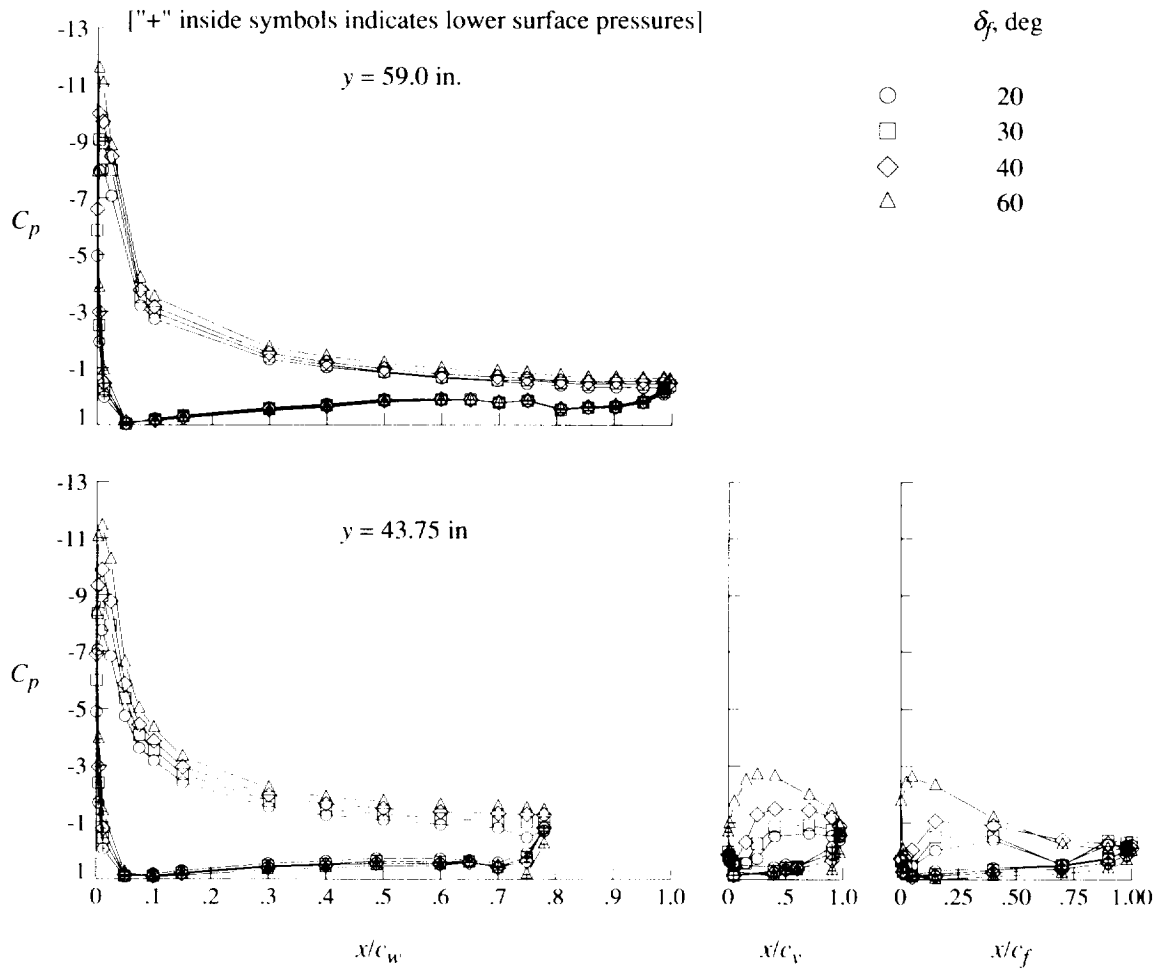 ["+" inside symbols indicates lower surface pressures]
δf, deg
20
30
40
60
y = 59.0 in.
-13
-11
-9
-7
-5
-3
-1
1
Cp
y = 43.75 in
-13
-11
-9
-7
-5
-3
-1
1
Cp
0 .1 .2 .3 .4 .5 .6 .7 .8 .9 1.0
0 .5 1.0
0 .25 .50 .75 1.00
x/cw
x/cv
x/cf